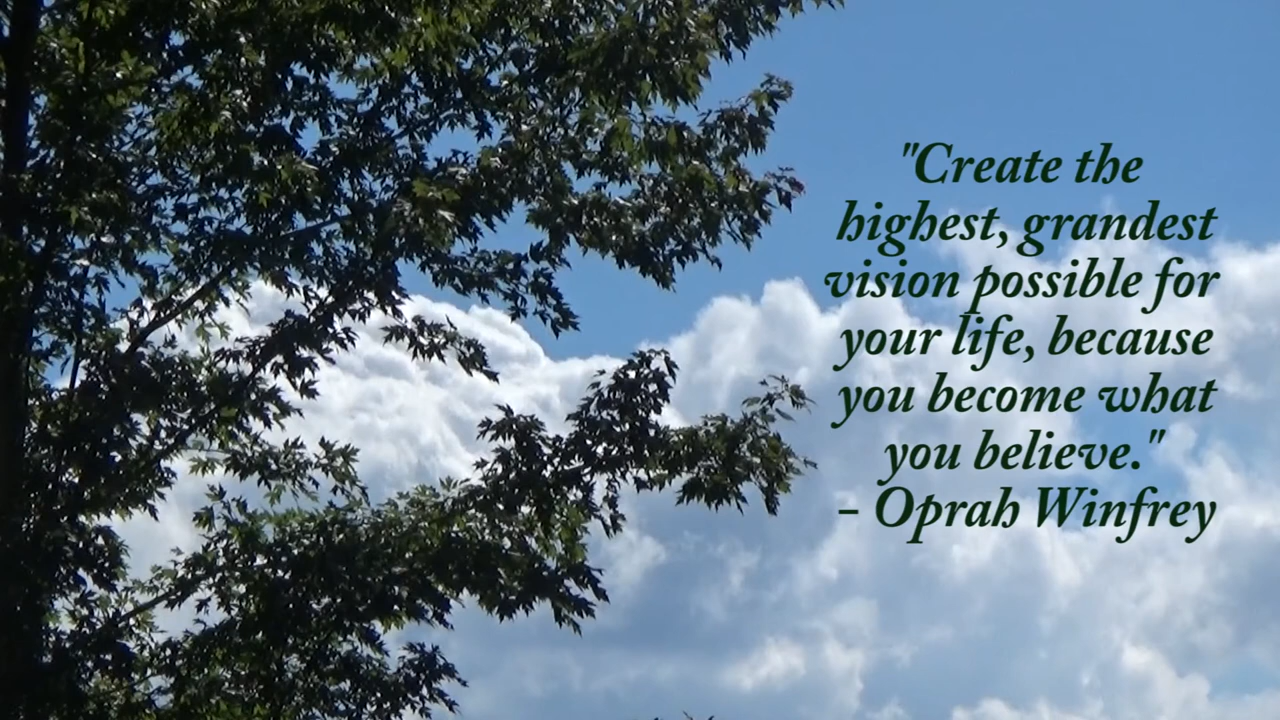 "Create the
highest, grandest
vision possible for
your life, because
you become what
you believe."
- Oprah Winfrey